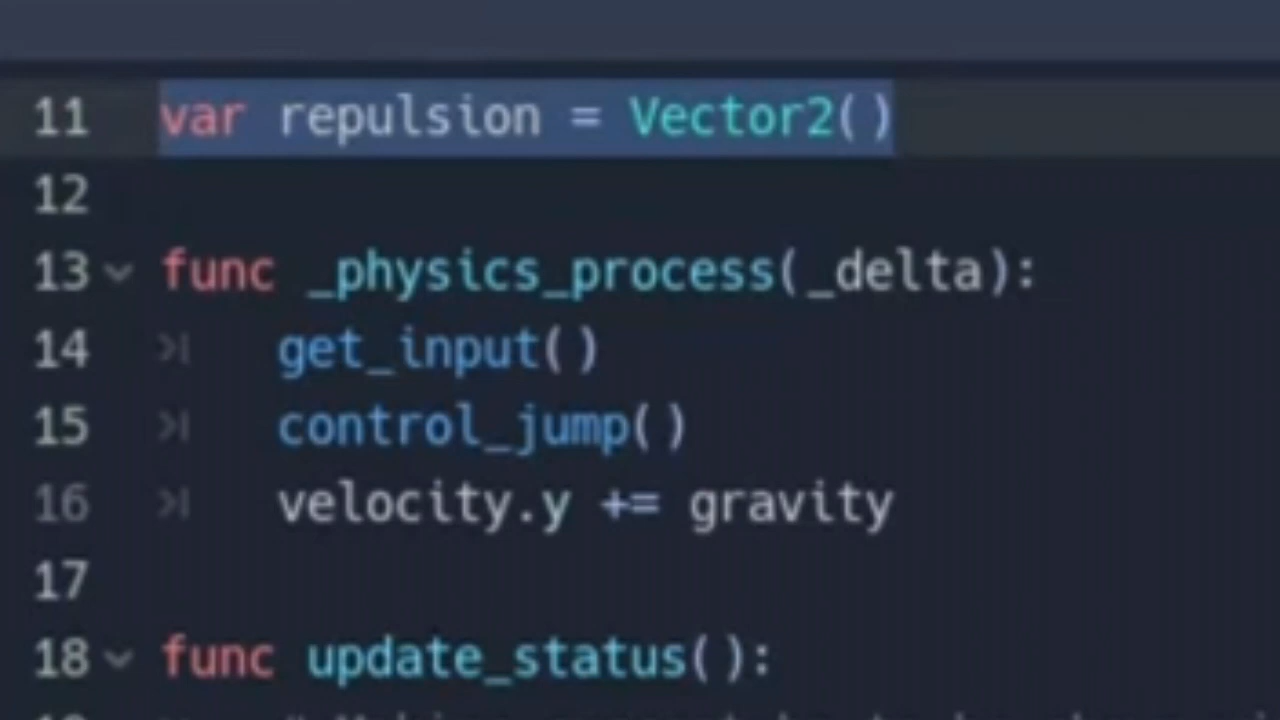 11 var repulsion = Vector2()
12
13 func _physics_process(_delta):
14 get_input()
15 control_jump()
16 velocity.y += gravity
17
18 func update_status():